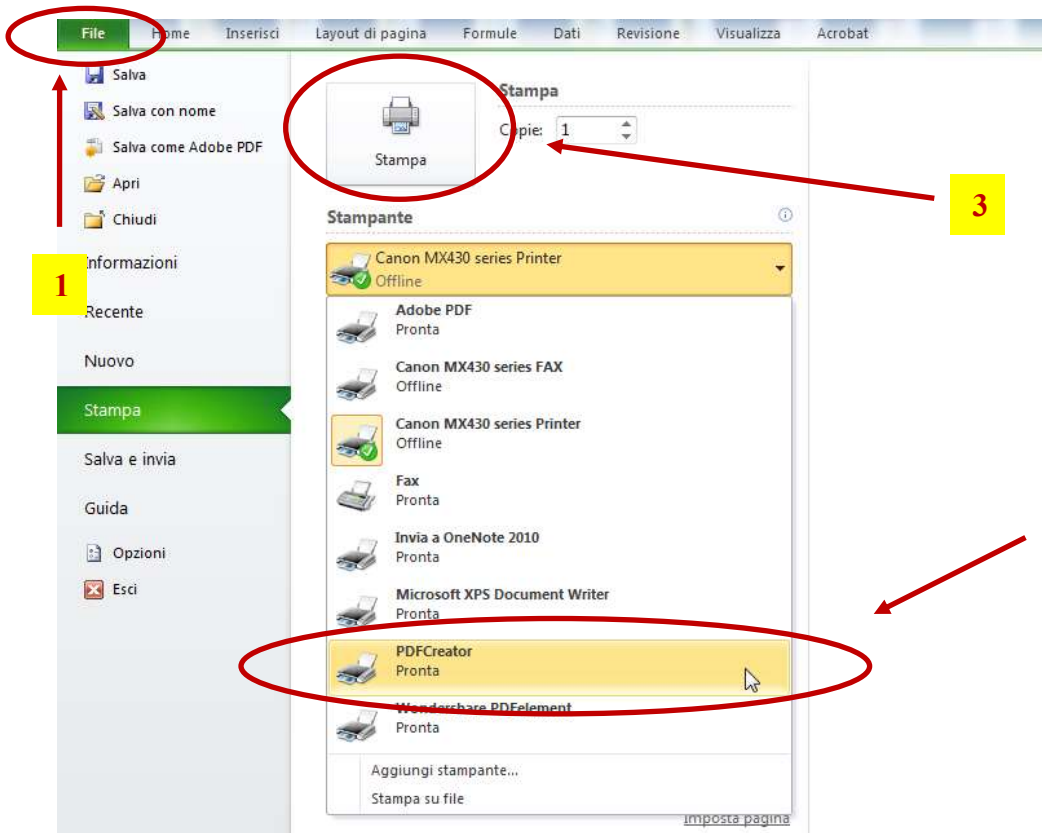 File Home Inserisci Layout di pagina Formule Dati Revisione Visualizza Acrobat
Salva
Salva con nome
Salva come Adobe PDF
Apri
Chiudi
Informazioni
Recente
Nuovo
Stampa
Salva e invia
Guida
Opzioni
Esci
1
Stampa
Stampa
Copie: 1
3
Stampante
Canon MX430 series Printer
Offline
Adobe PDF
Pronta
Canon MX430 series FAX
Offline
Canon MX430 series Printer
Offline
Fax
Pronta
Invia a OneNote 2010
Pronta
Microsoft XPS Document Writer
Pronta
PDFCreator
Pronta
Wondershare PDFelement
Pronta
Aggiungi stampante...
Stampa su file
Imposta pagina